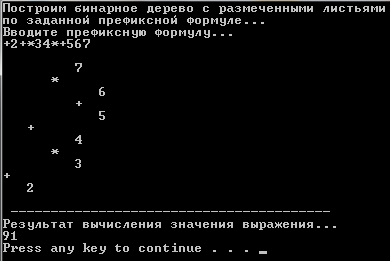 Построим бинарное дерево с размеченными листьями
по заданной префиксной формуле...
Вводите префиксную формулу...
+2+*34*+567
7
*
6
+
5
+
4
*
3
+
2
----------------------------------------
Результат вычисления значения выражения...
91
Press any key to continue . . . _